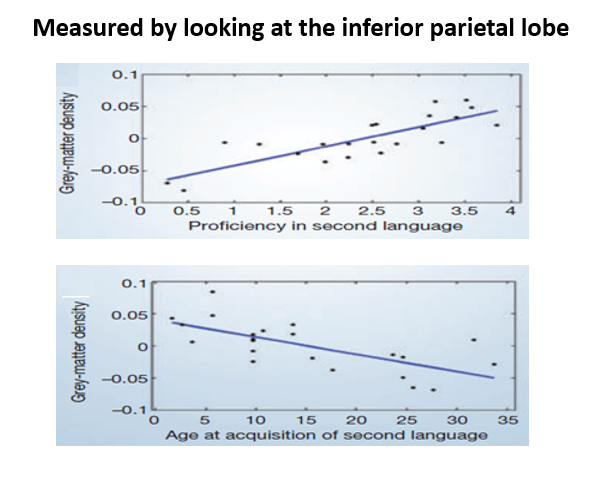 Measured by looking at the inferior parietal lobe
Grey-matter density
0.1
0.05
0
−0.05
−0.1
0 0.5 1 1.5 2 2.5 3 3.5 4
Proficiency in second language
Grey-matter density
0.1
0.05
0
−0.05
−0.1
0 5 10 15 20 25 30 35
Age at acquisition of second language